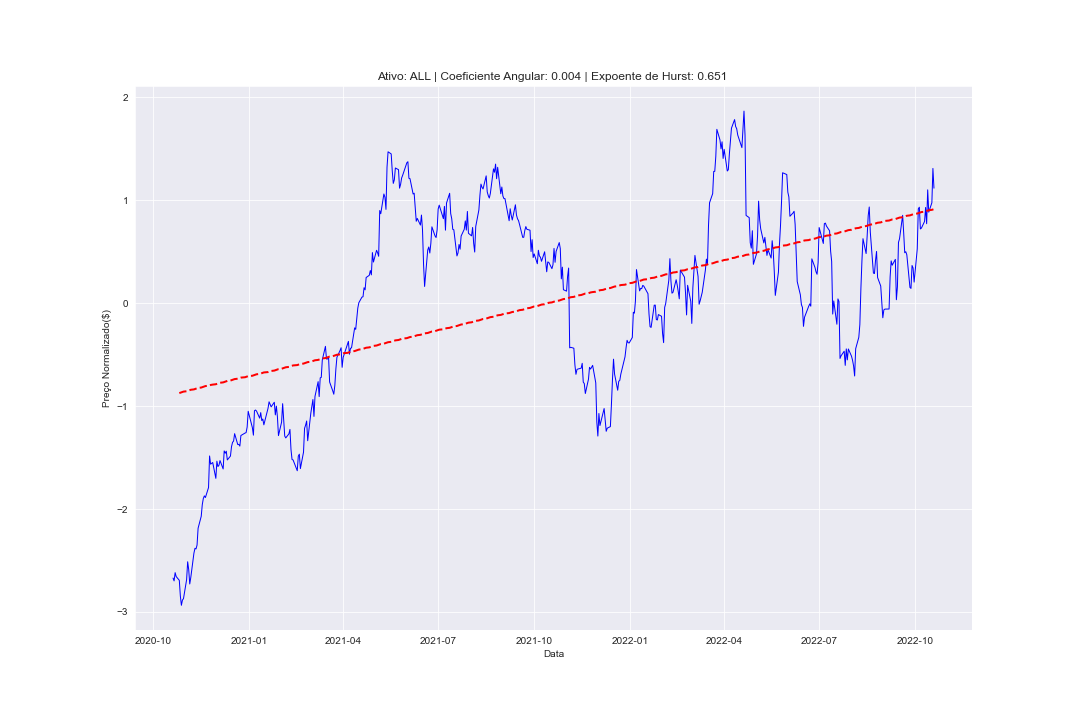 Ativo: ALL | Coeficiente Angular: 0.004 | Expoente de Hurst: 0.651
2
1
0
−1
−2
−3
Preço Normalizado($)
2020-10 2021-01 2021-04 2021-07 2021-10 2022-01 2022-04 2022-07 2022-10
Data